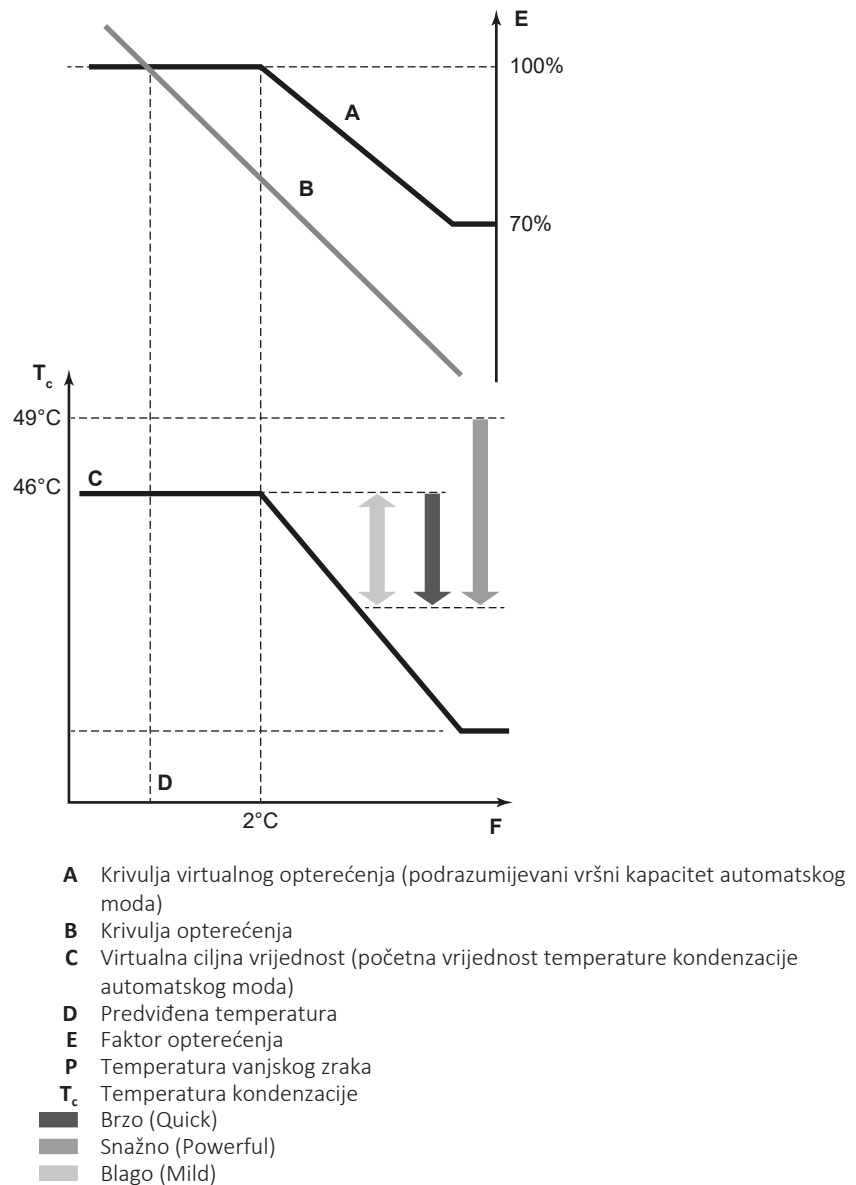 E
100%
A
B
70%
Tc
49°C
46°C
C
D
2°C
F
A Krivulja virtualnog opterećenja (podrazumijevani vršni kapacitet automatskog
moda)
B Krivulja opterećenja
C Virtualna ciljna vrijednost (početna vrijednost temperature kondenzacije
automatskog moda)
D Predviđena temperatura
E Faktor opterećenja
P Temperatura vanjskog zraka
Tc Temperatura kondenzacije
Brzo (Quick)
Snažno (Powerful)
Blago (Mild)